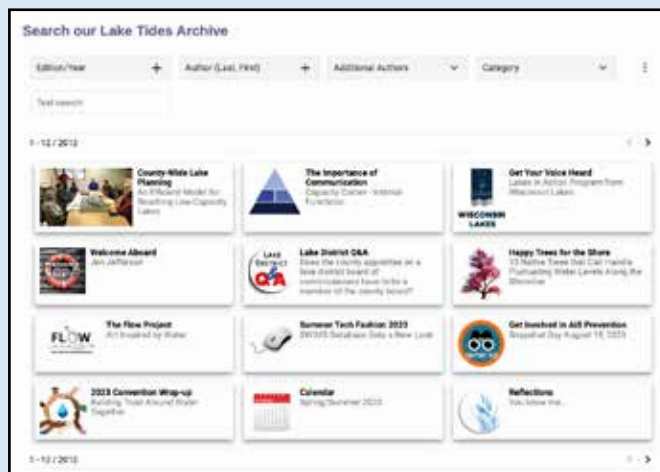 Search our Lake Tides Archive
Edition/Year +
Author (Last, First) +
Additional Authors
Category
Text search
1 - 12 / 2012
County-Wide Lake
Planning
An Efficient Model for
Reaching Low-Capacity
Lakes
The Importance of
Communication
Capacity Corner - Internal
Functions
Get Your Voice Heard
Lakes in Action Program from
Wisconsin Lakes
WISCONSIN
LAKES
Welcome Aboard
Jen Jefferson
LAKE
DISTRICT
Q&A
Lake District Q&A
Does the county appointee on a
lake district board of
commissioners have to be a
member of the county board?
Happy Trees for the Shore
10 Native Trees that Can Handle
Fluctuating Water Levels Along the
Shoreline
FLOW
The Flow Project
Art Inspired by Water
Summer Tech Fashion 2023
SWIMS Database Gets a New Look
Get Involved in AIS Prevention
Snapshot Day August 19, 2023
2023 Convention Wrap-up
Building Trust Around Water
Together
Calendar
Spring/Summer 2023
Reflections
You know me...
1 - 12 / 2012